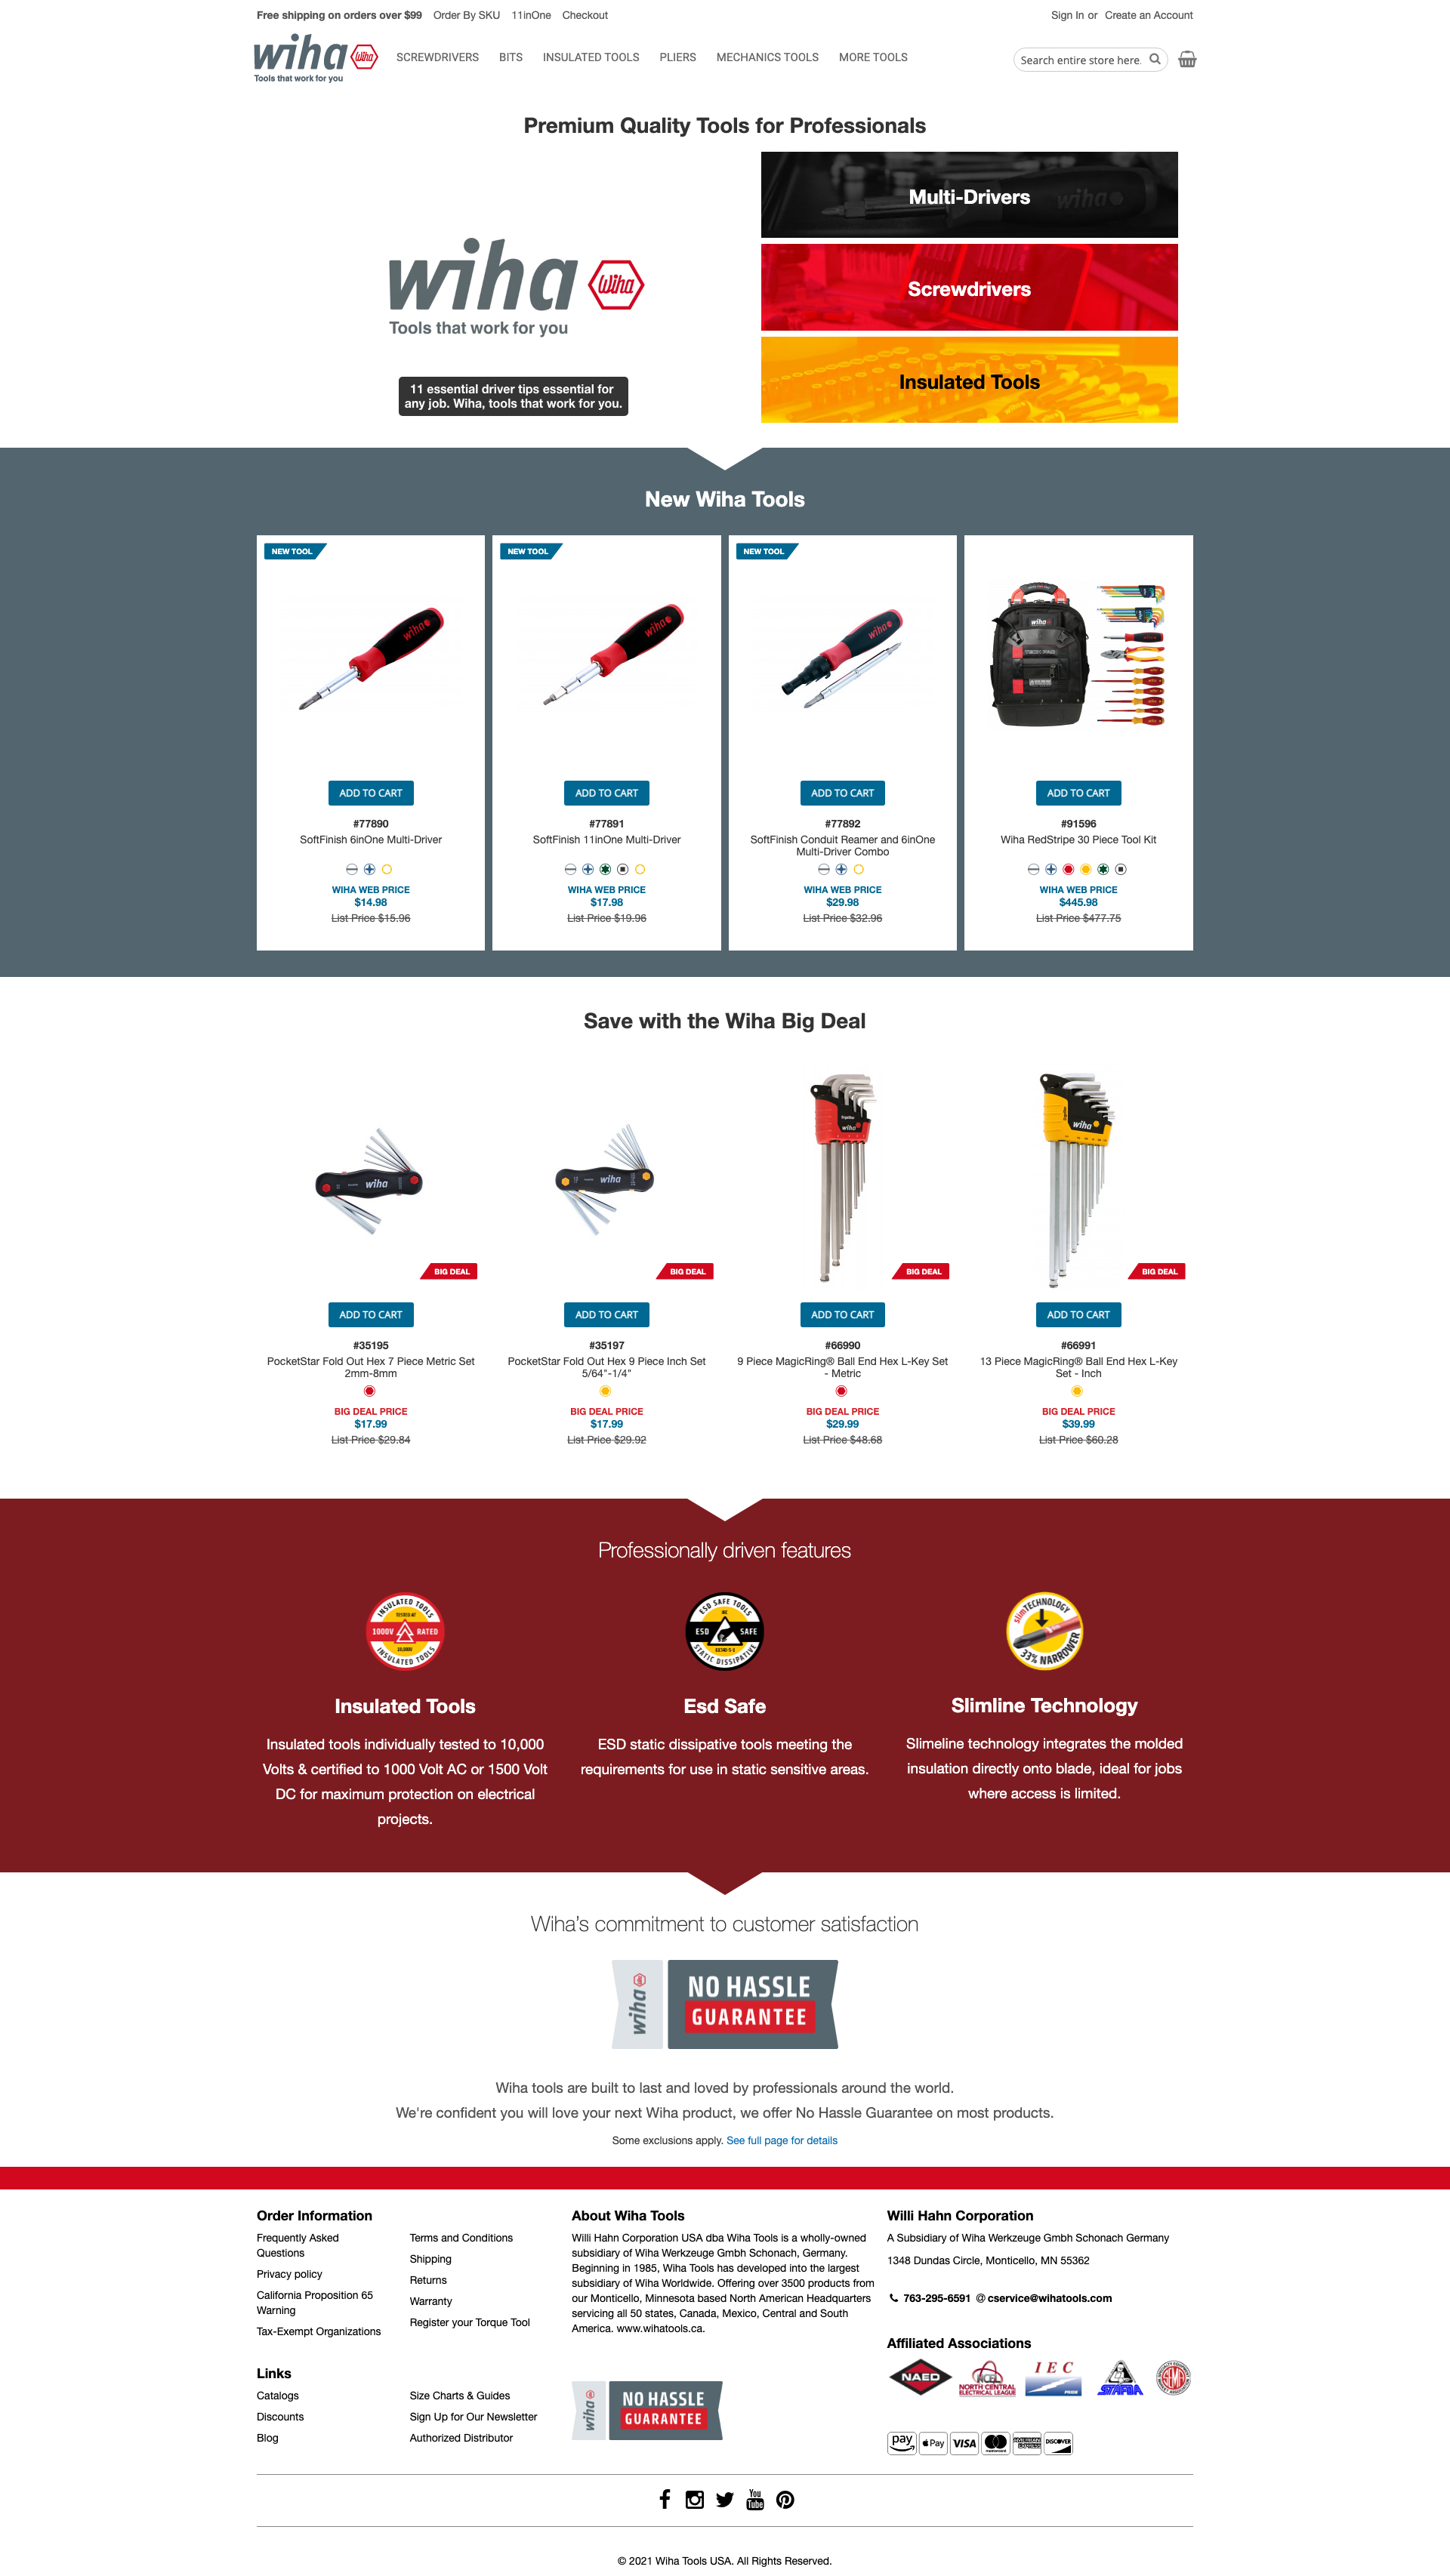 Free shipping on orders over $99 Order By SKU 11inOne Checkout Sign In or Create an Account
wiha Wiha
Tools that work for you
SCREWDRIVERS BITS INSULATED TOOLS PLIERS MECHANICS TOOLS MORE TOOLS
Search entire store here.
Premium Quality Tools for Professionals
wiha Wiha
Tools that work for you
11 essential driver tips essential for
any job. Wiha, tools that work for you.
Multi-Drivers
Screwdrivers
Insulated Tools
New Wiha Tools
NEW TOOL
wiha
ADD TO CART
#77890
SoftFinish 6inOne Multi-Driver
WIHA WEB PRICE
$14.98
List Price $15.96
NEW TOOL
wiha
ADD TO CART
#77891
SoftFinish 11inOne Multi-Driver
WIHA WEB PRICE
$17.98
List Price $19.96
NEW TOOL
wiha
ADD TO CART
#77892
SoftFinish Conduit Reamer and 6inOne
Multi-Driver Combo
WIHA WEB PRICE
$29.98
List Price $32.96
wiha
ADD TO CART
#91596
Wiha RedStripe 30 Piece Tool Kit
WIHA WEB PRICE
$445.98
List Price $477.75
Save with the Wiha Big Deal
wiha
BIG DEAL
ADD TO CART
#35195
PocketStar Fold Out Hex 7 Piece Metric Set
2mm-8mm
BIG DEAL PRICE
$17.99
List Price $29.84
wiha
BIG DEAL
ADD TO CART
#35197
PocketStar Fold Out Hex 9 Piece Inch Set
5/64"-1/4"
BIG DEAL PRICE
$17.99
List Price $29.92
wiha
BIG DEAL
ADD TO CART
#66990
9 Piece MagicRing® Ball End Hex L-Key Set
- Metric
BIG DEAL PRICE
$29.99
List Price $48.68
wiha
BIG DEAL
ADD TO CART
#66991
13 Piece MagicRing® Ball End Hex L-Key
Set - Inch
BIG DEAL PRICE
$39.99
List Price $60.28
Professionally driven features
INSULATED TOOLS
TESTED AT
1000V RATED
10,000V
INSULATED TOOLS
Insulated Tools
Insulated tools individually tested to 10,000
Volts & certified to 1000 Volt AC or 1500 Volt
DC for maximum protection on electrical
projects.
ESD SAFE TOOLS
ESD SAFE
STATIC DISSIPATIVE
Esd Safe
ESD static dissipative tools meeting the
requirements for use in static sensitive areas.
slimTECHNOLOGY
33% NARROWER
Slimline Technology
Slimeline technology integrates the molded
insulation directly onto blade, ideal for jobs
where access is limited.
Wiha's commitment to customer satisfaction
wiha
NO HASSLE
GUARANTEE
Wiha tools are built to last and loved by professionals around the world.
We're confident you will love your next Wiha product, we offer No Hassle Guarantee on most products.
Some exclusions apply. See full page for details
Order Information
Frequently Asked
Questions
Privacy policy
California Proposition 65
Warning
Tax-Exempt Organizations
Terms and Conditions
Shipping
Returns
Warranty
Register your Torque Tool
Links
Catalogs
Discounts
Blog
Size Charts & Guides
Sign Up for Our Newsletter
Authorized Distributor
About Wiha Tools
Willi Hahn Corporation USA dba Wiha Tools is a wholly-owned
subsidiary of Wiha Werkzeuge Gmbh Schonach, Germany.
Beginning in 1985, Wiha Tools has developed into the largest
subsidiary of Wiha Worldwide. Offering over 3500 products from
our Monticello, Minnesota based North American Headquarters
servicing all 50 states, Canada, Mexico, Central and South
America. www.wihatools.ca.
wiha
NO HASSLE
GUARANTEE
Willi Hahn Corporation
A Subsidiary of Wiha Werkzeuge Gmbh Schonach Germany
1348 Dundas Circle, Monticello, MN 55362
763-295-6591 @ cservice@wihatools.com
Affiliated Associations
NAED
NCEL
NORTH CENTRAL
ELECTRICAL LEAGUE
IEC
PRIDE
STAFDA
pay Pay VISA mastercard AMERICAN EXPRESS DISCOVER
You
Tube
© 2021 Wiha Tools USA. All Rights Reserved.